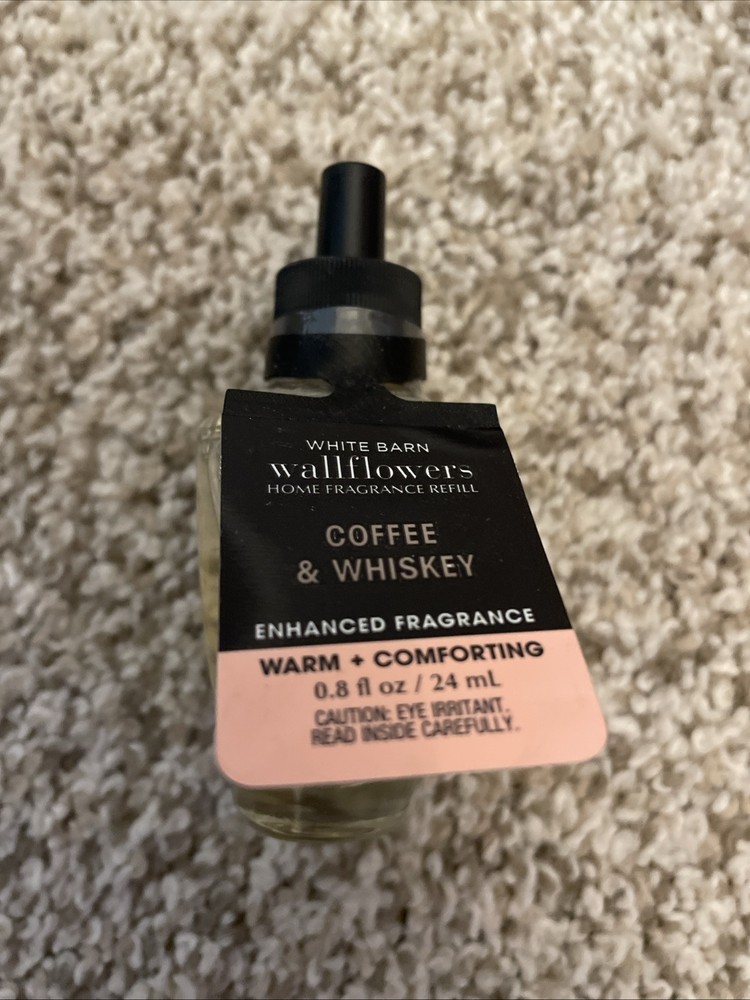 WHITE BARN
wallflowers
HOME FRAGRANCE REFILL
COFFEE
& WHISKEY
ENHANCED FRAGRANCE
WARM + COMFORTING
0.8 fl oz / 24 mL
CAUTION: EYE IRRITANT.
READ INSIDE CAREFULLY.